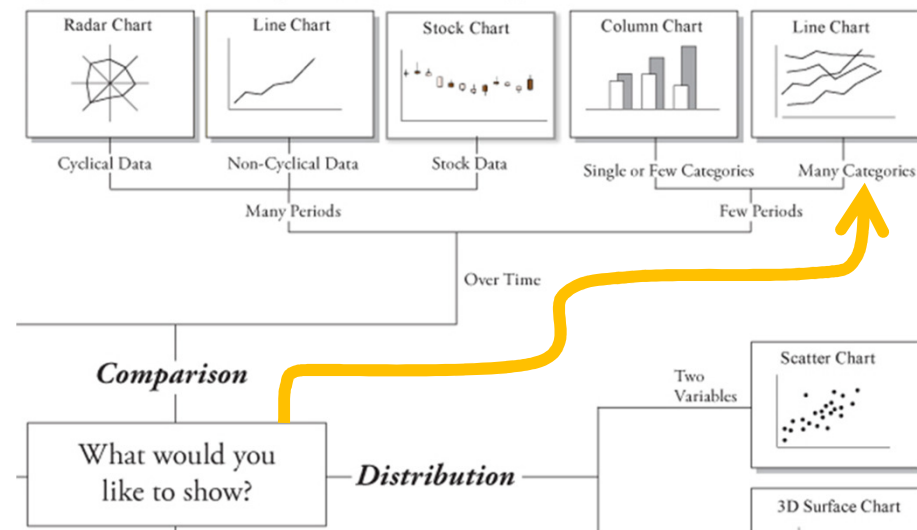 Radar Chart
Line Chart
Stock Chart
Column Chart
Line Chart
Cyclical Data
Non-Cyclical Data
Stock Data
Single or Few Categories
Many Categories
Many Periods
Few Periods
Over Time
Comparison
What would you
like to show?
Distribution
Two
Variables
Scatter Chart
3D Surface Chart